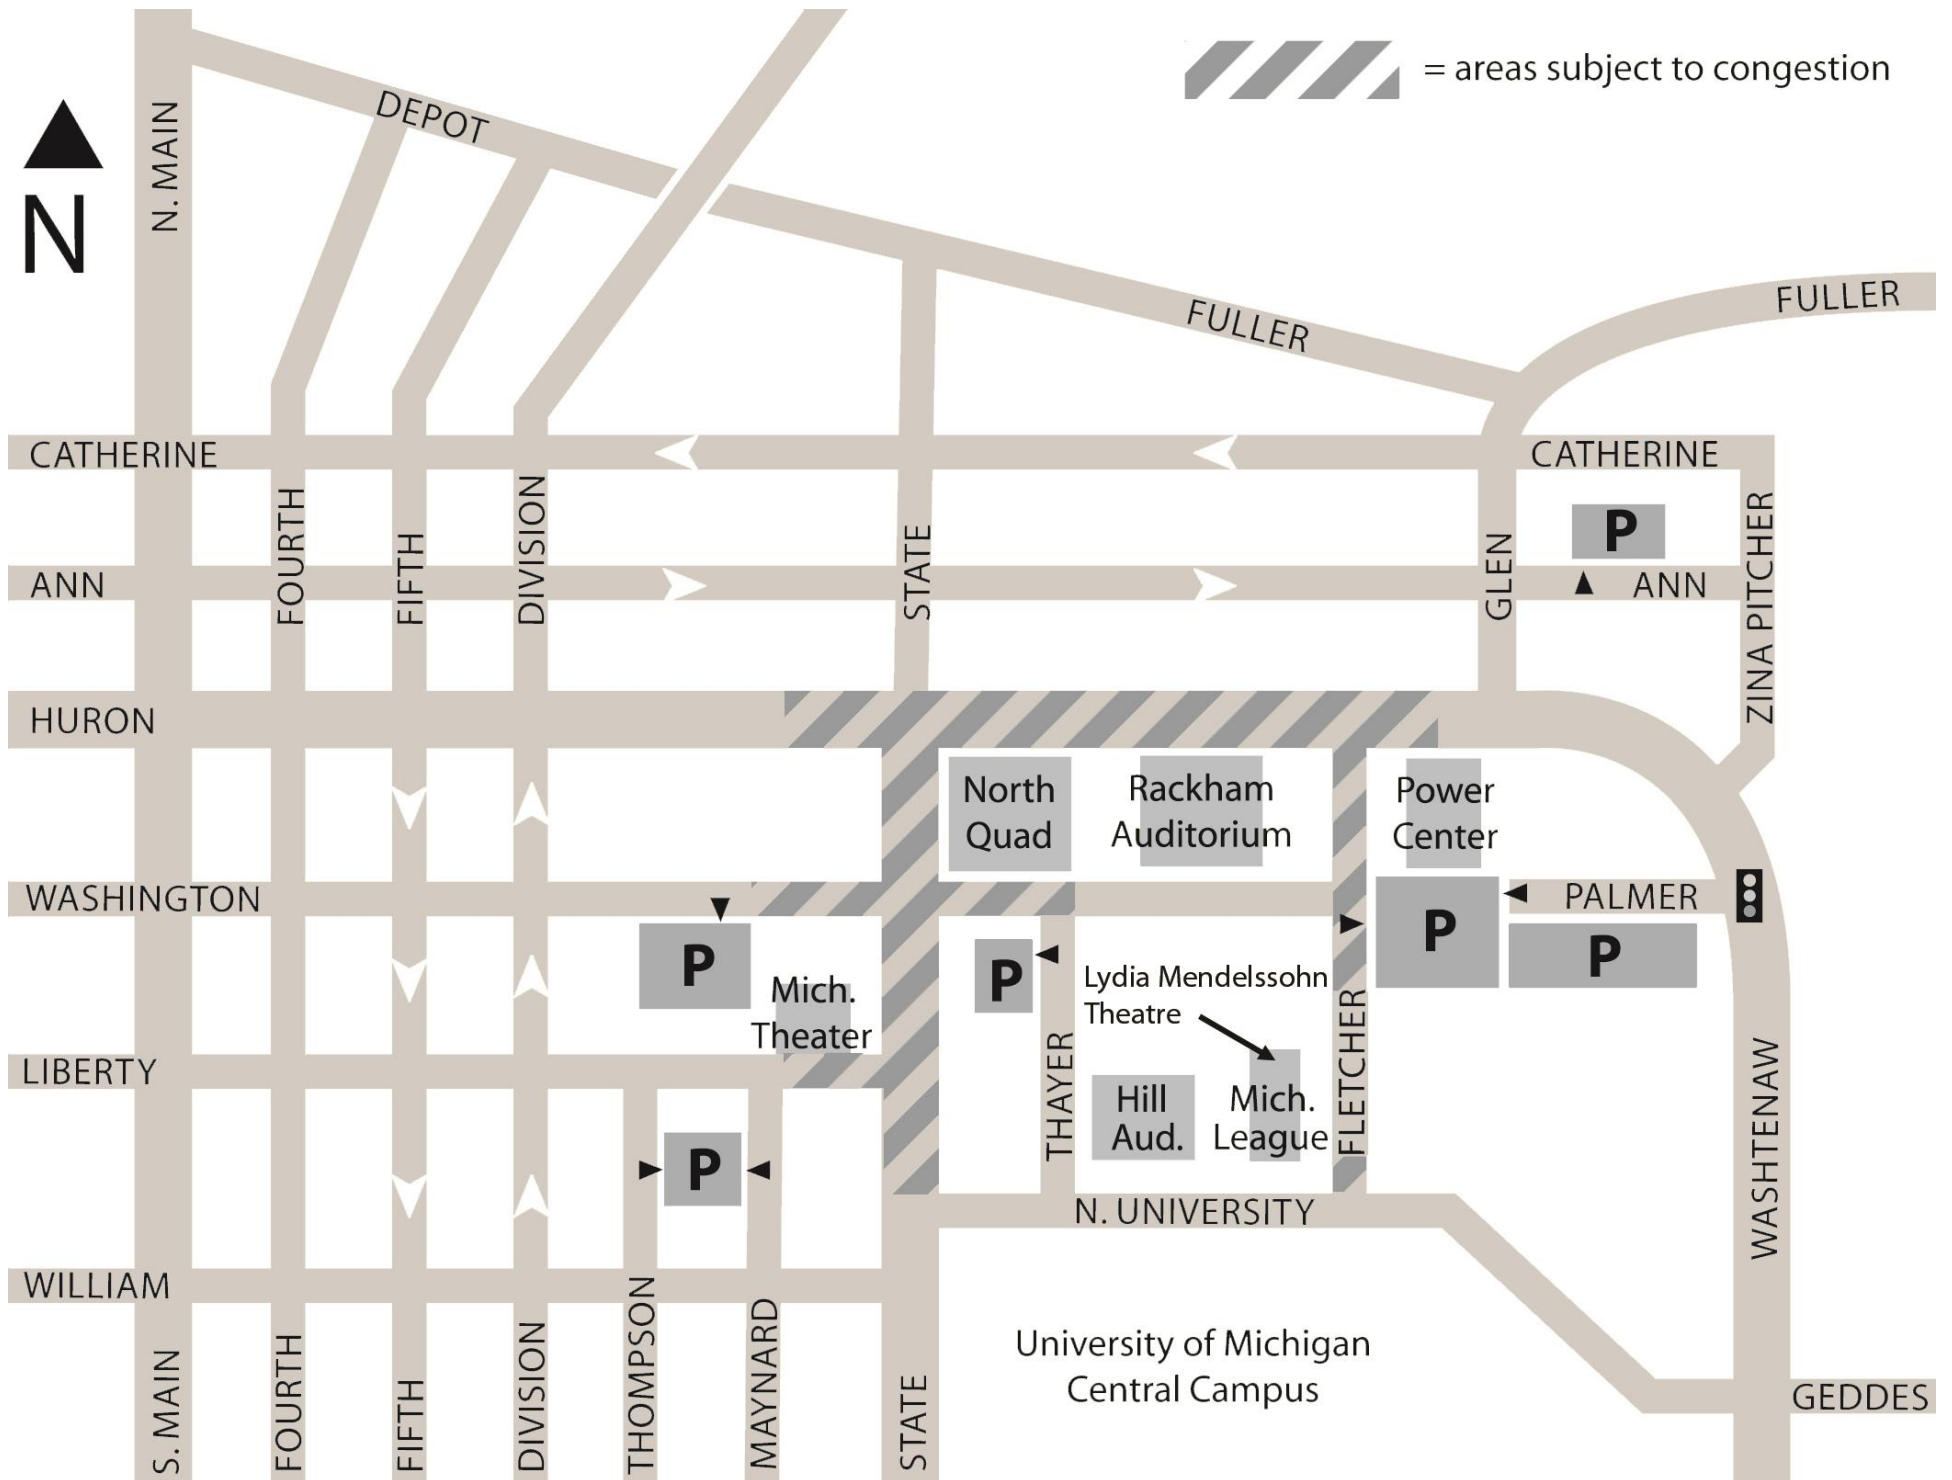 = areas subject to congestion
DEPOT
N. MAIN
N
FULLER
FULLER
CATHERINE
CATHERINE
FOURTH
FIFTH
DIVISION
STATE
GLEN
ZINA PITCHER
P
ANN
ANN
HURON
North
Quad
Rackham
Auditorium
Power
Center
WASHINGTON
PALMER
P
P
P
P
Mich.
Theater
Lydia Mendelssohn
Theatre
LIBERTY
THAYER
FLETCHER
WASHTENAW
Hill
Aud.
Mich.
League
P
N. UNIVERSITY
WILLIAM
S. MAIN
FOURTH
FIFTH
DIVISION
THOMPSON
MAYNARD
STATE
University of Michigan
Central Campus
GEDDES